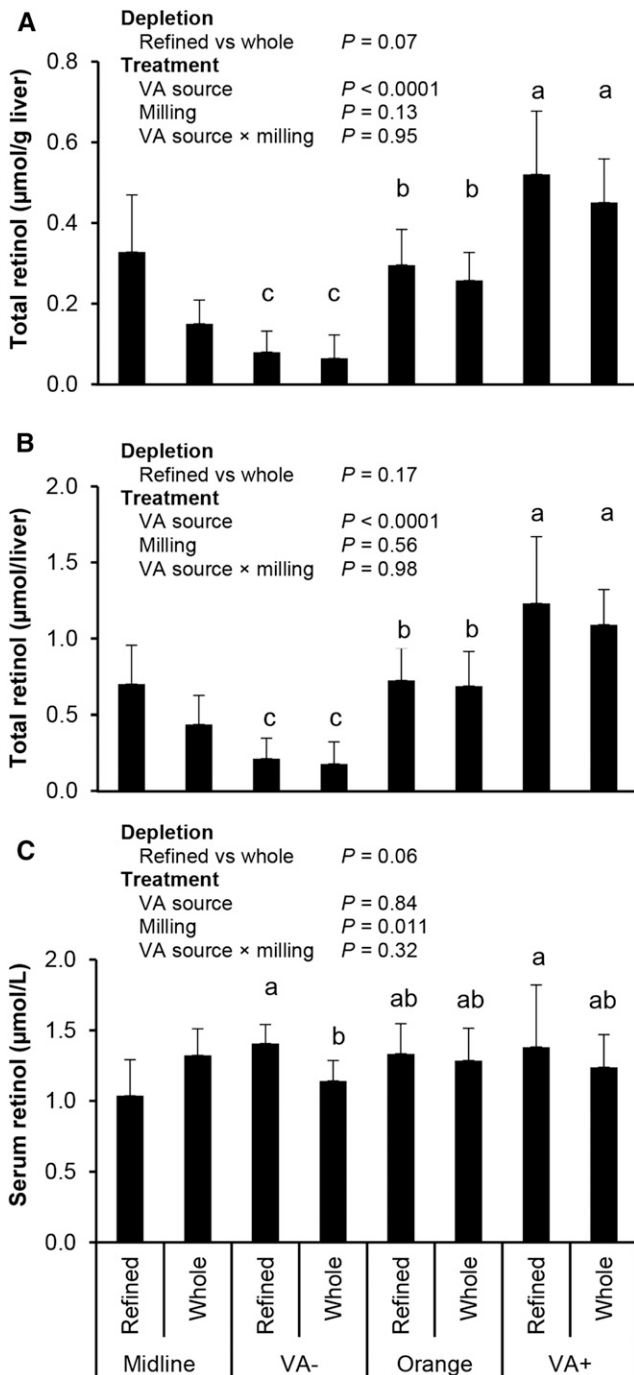 A
Depletion
Refined vs whole P = 0.07
Treatment
VA source P < 0.0001
Milling P = 0.13
VA source × milling P = 0.95
Total retinol (µmol/g liver)
0.8
0.6
0.4
0.2
0.0
c c b b a a
B
Depletion
Refined vs whole P = 0.17
Treatment
VA source P < 0.0001
Milling P = 0.56
VA source × milling P = 0.98
Total retinol (µmol/liver)
2.0
1.5
1.0
0.5
0.0
c c b b a a
C
Depletion
Refined vs whole P = 0.06
Treatment
VA source P = 0.84
Milling P = 0.011
VA source × milling P = 0.32
Serum retinol (µmol/L)
2.0
1.5
1.0
0.5
0.0
a b ab ab a ab
Refined Whole Refined Whole Refined Whole Refined Whole
Midline VA- Orange VA+